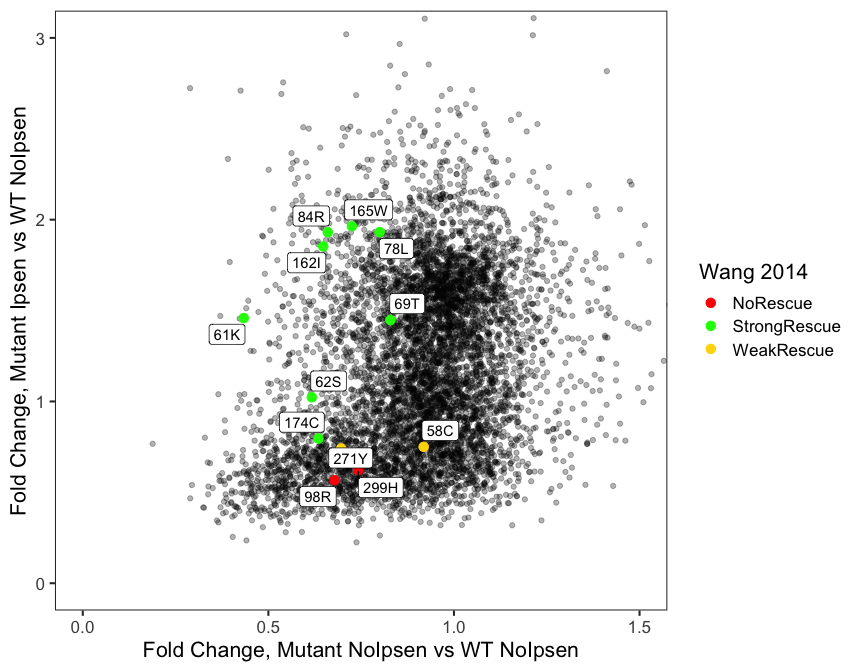 3
2
1
0
0.0
0.5
1.0
1.5
Fold Change, Mutant Ipsen vs WT NoIpsen
Fold Change, Mutant NoIpsen vs WT NoIpsen
84R
165W
162I
78L
69T
61K
62S
174C
58C
271Y
98R
299H
Wang 2014
NoRescue
StrongRescue
WeakRescue